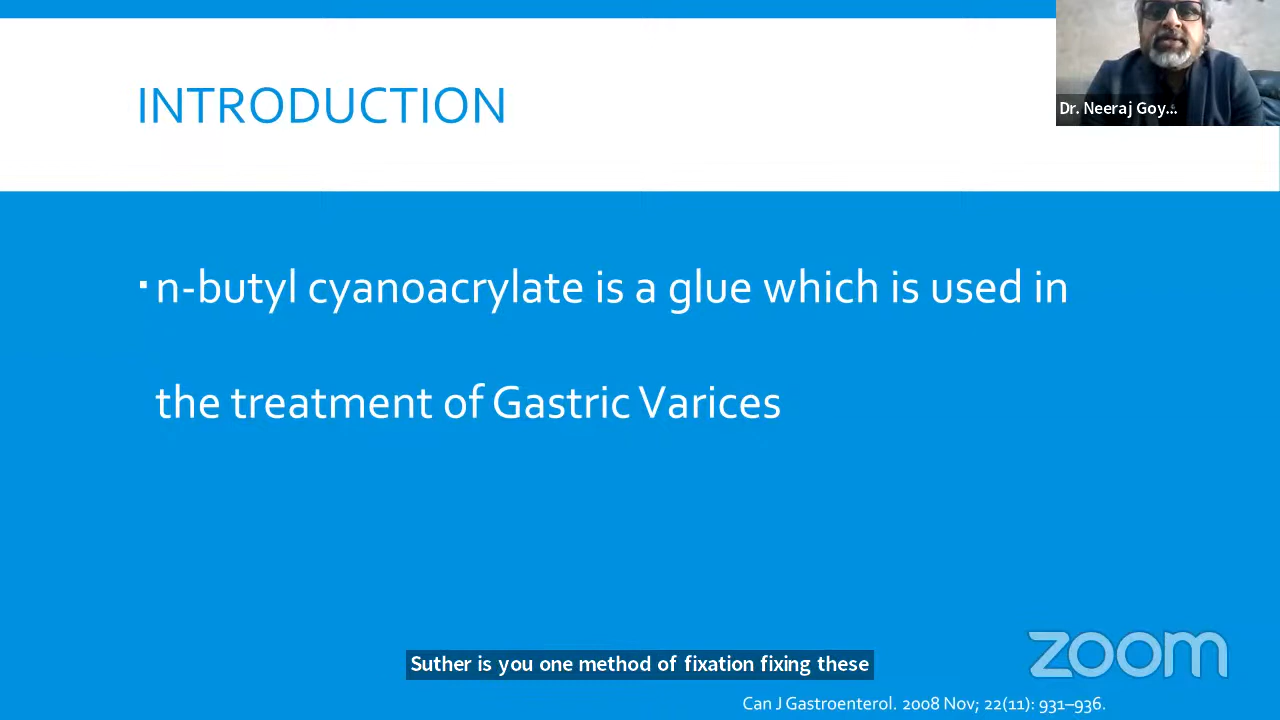 INTRODUCTION
Dr. Neeraj Goy...
▪ n-butyl cyanoacrylate is a glue which is used in
the treatment of Gastric Varices
Suther is you one method of fixation fixing these
zoom
Can J Gastroenterol. 2008 Nov; 22(11): 931–936.